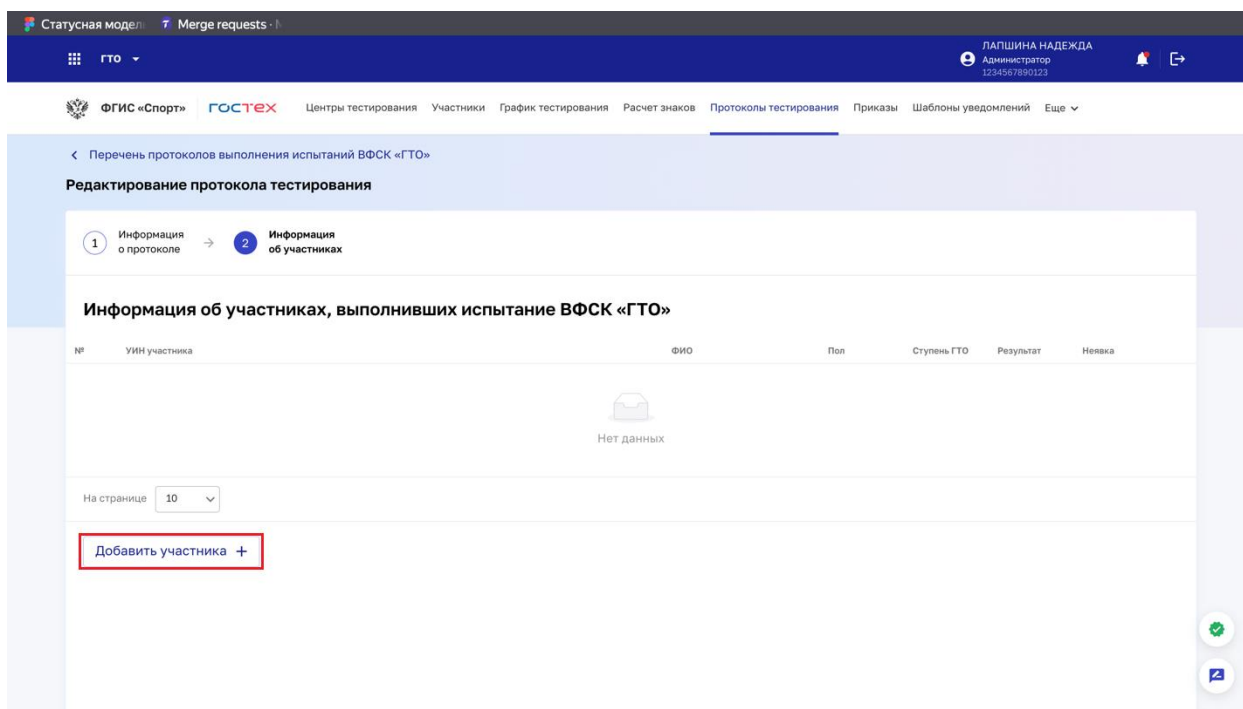 Статусная модел
Merge requests ·
ГТО
ЛАПШИНА НАДЕЖДА
Администратор
1234567890123
ФГИС «Спорт»
ГОСТЕХ
Центры тестирования Участники График тестирования Расчет знаков Протоколы тестирования Приказы Шаблоны уведомлений Еще
Перечень протоколов выполнения испытаний ВФСК «ГТО»
Редактирование протокола тестирования
1 Информация
о протоколе
→
2 Информация
об участниках
Информация об участниках, выполнивших испытание ВФСК «ГТО»
№ УИН участника ФИО Пол Ступень ГТО Результат Неявка
Нет данных
На странице 10
Добавить участника +